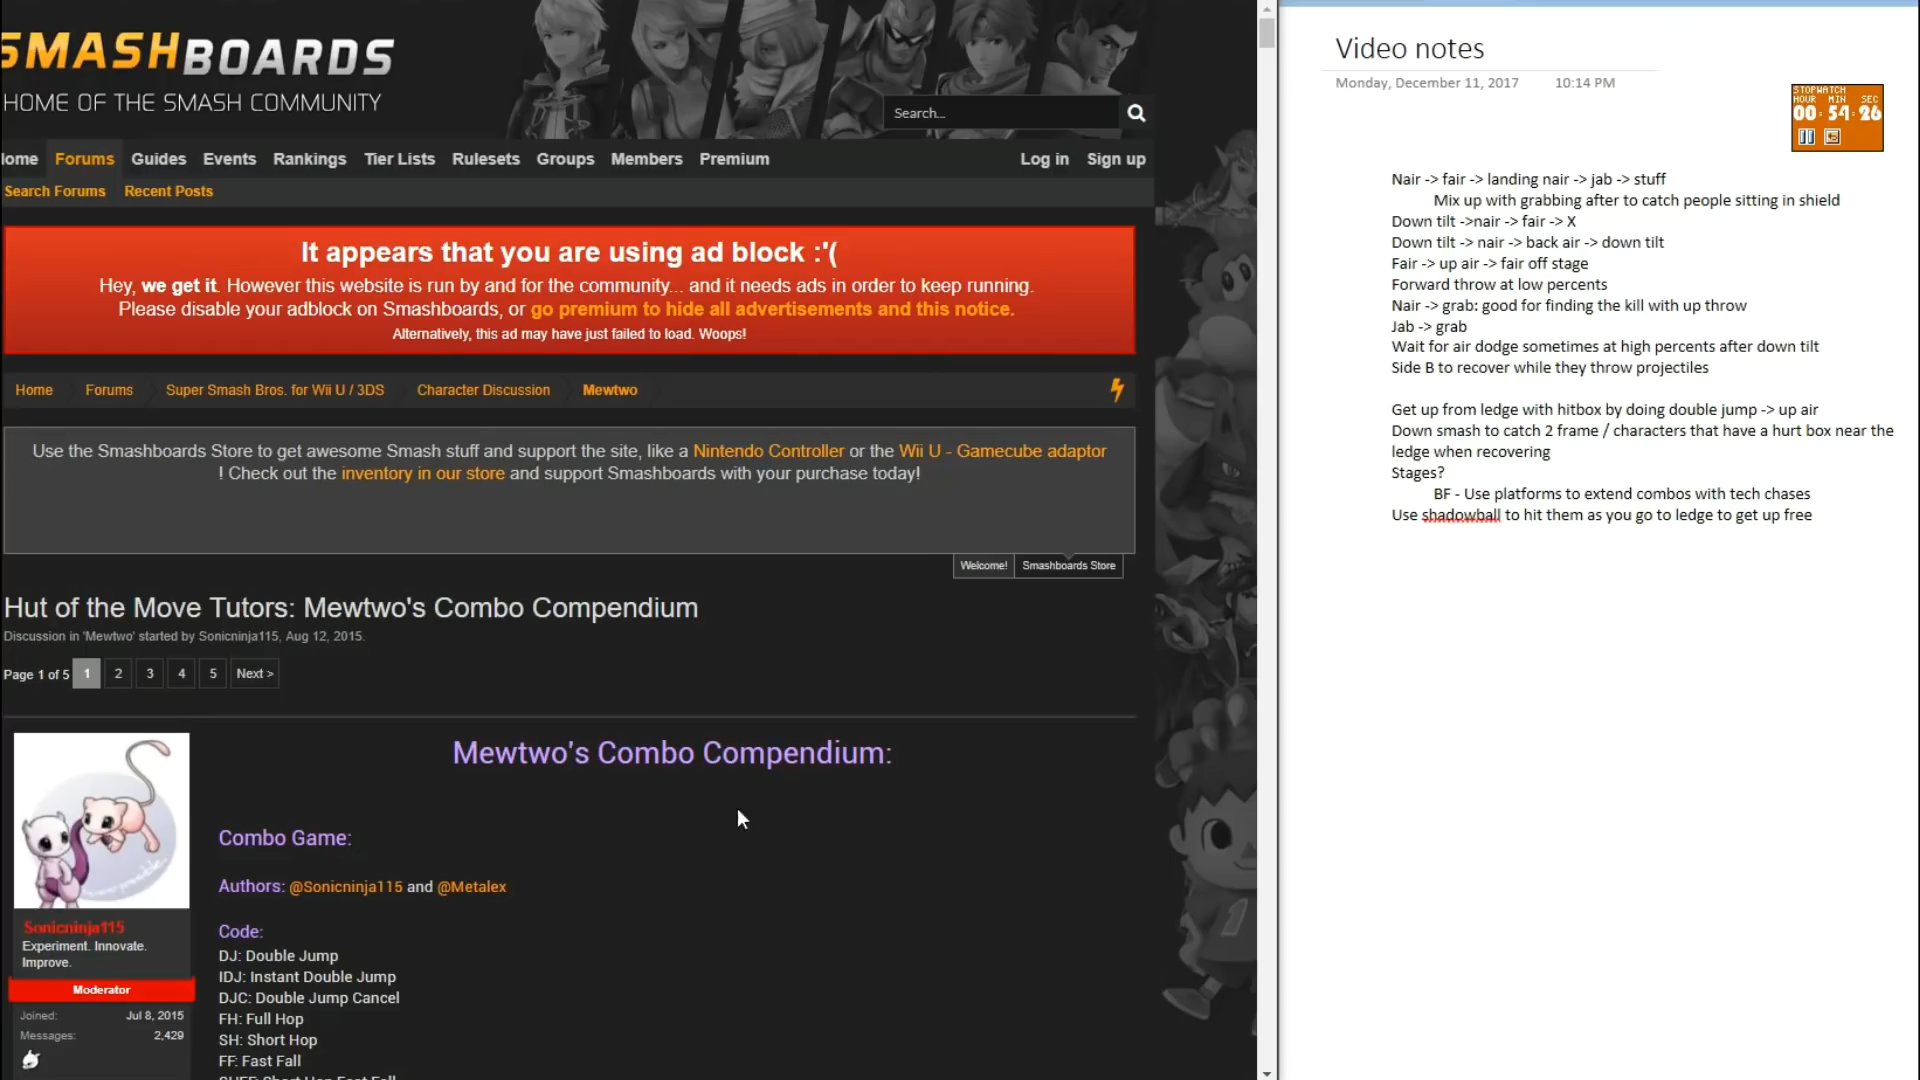 SMASHBOARDS
HOME OF THE SMASH COMMUNITY
Search...
Home Forums Guides Events Rankings Tier Lists Rulesets Groups Members Premium Log in Sign up
Search Forums Recent Posts
It appears that you are using ad block :'(
Hey, we get it. However this website is run by and for the community... and it needs ads in order to keep running.
Please disable your adblock on Smashboards, or go premium to hide all advertisements and this notice.
Alternatively, this ad may have just failed to load. Woops!
Home Forums Super Smash Bros. for Wii U / 3DS Character Discussion Mewtwo
Use the Smashboards Store to get awesome Smash stuff and support the site, like a Nintendo Controller or the Wii U - Gamecube adaptor
! Check out the inventory in our store and support Smashboards with your purchase today!
Welcome! Smashboards Store
Hut of the Move Tutors: Mewtwo's Combo Compendium
Discussion in 'Mewtwo' started by Sonicninja115, Aug 12, 2015.
Page 1 of 5 1 2 3 4 5 Next >
Mewtwo's Combo Compendium:
Combo Game:
Authors: @Sonicninja115 and @Metalex
Code:
DJ: Double Jump
IDJ: Instant Double Jump
DJC: Double Jump Cancel
FH: Full Hop
SH: Short Hop
FF: Fast Fall
SHFF: Short Hop Fast Fall
Sonicninja115
Experiment. Innovate.
Improve.
Moderator
Joined: Jul 8, 2015
Messages: 2,429
Video notes
Monday, December 11, 2017 10:14 PM
STOPWATCH
HOUR MIN SEC
00:54:26
Nair -> fair -> landing nair -> jab -> stuff
Mix up with grabbing after to catch people sitting in shield
Down tilt ->nair -> fair -> X
Down tilt -> nair -> back air -> down tilt
Fair -> up air -> fair off stage
Forward throw at low percents
Nair -> grab: good for finding the kill with up throw
Jab -> grab
Wait for air dodge sometimes at high percents after down tilt
Side B to recover while they throw projectiles
Get up from ledge with hitbox by doing double jump -> up air
Down smash to catch 2 frame / characters that have a hurt box near the
ledge when recovering
Stages?
BF - Use platforms to extend combos with tech chases
Use shadowball to hit them as you go to ledge to get up free